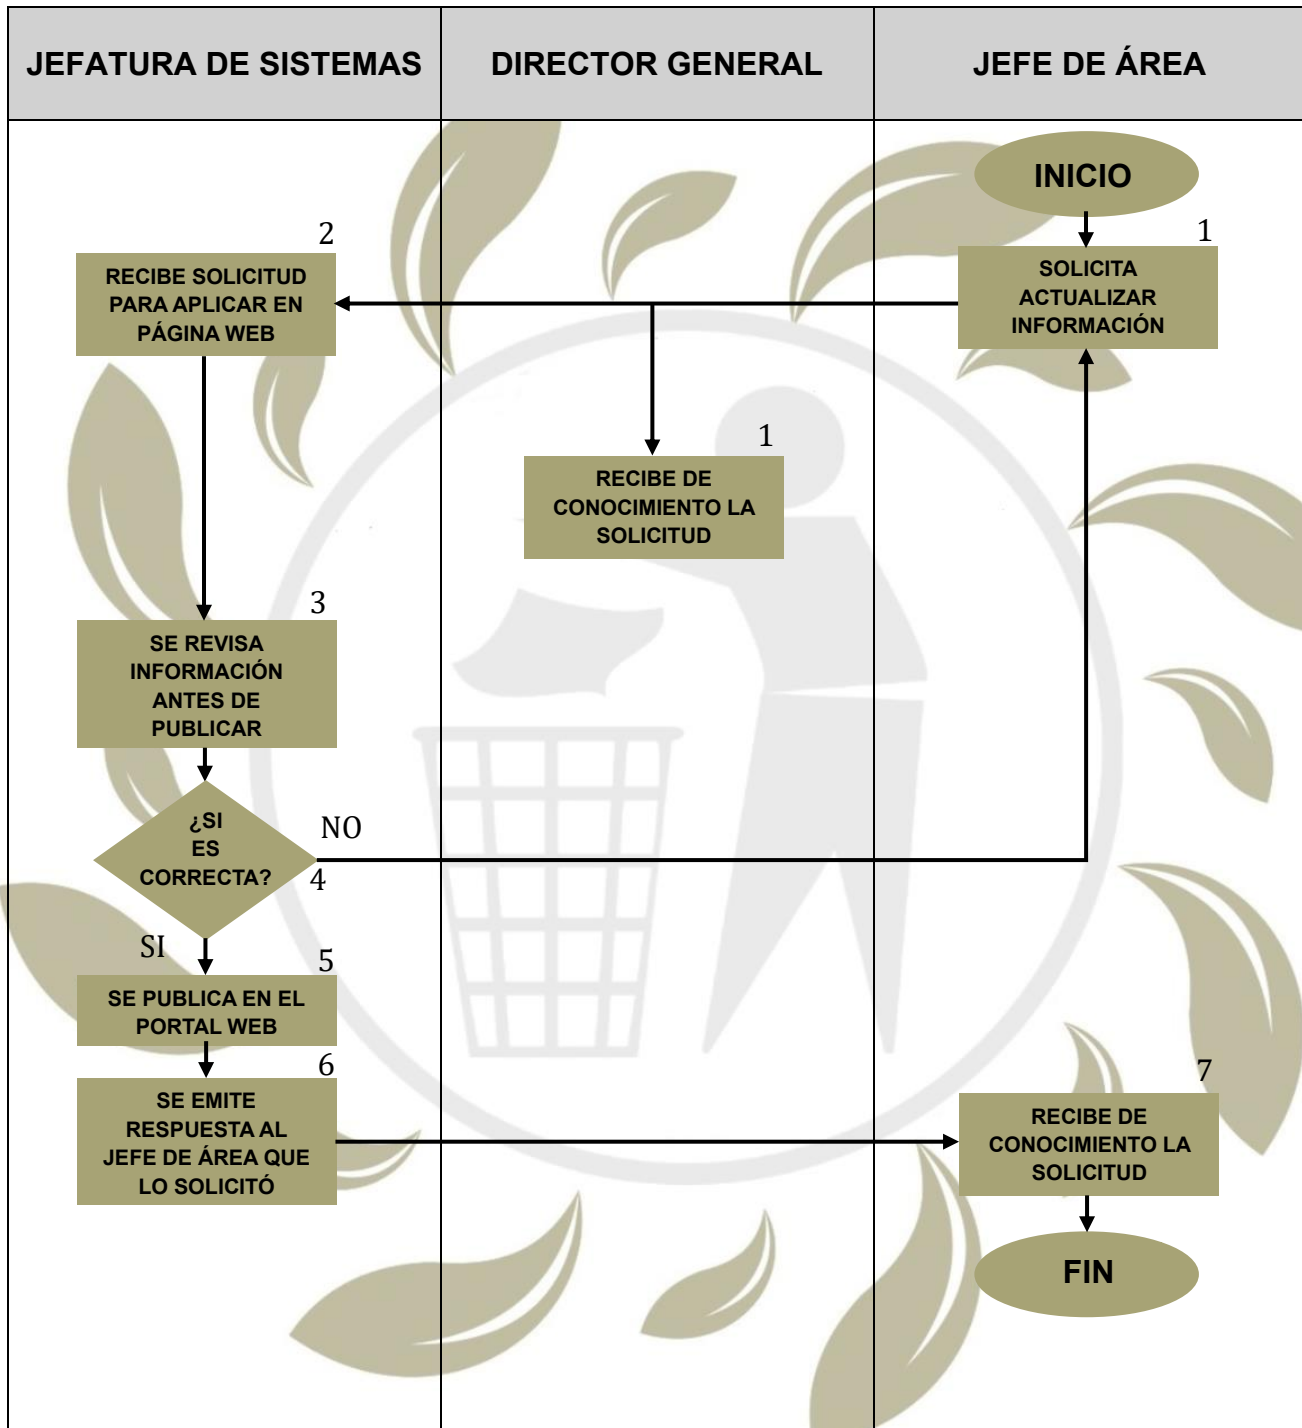 JEFATURA DE SISTEMAS
DIRECTOR GENERAL
JEFE DE ÁREA
INICIO
1
SOLICITA
ACTUALIZAR
INFORMACIÓN
2
RECIBE SOLICITUD
PARA APLICAR EN
PÁGINA WEB
1
RECIBE DE
CONOCIMIENTO LA
SOLICITUD
3
SE REVISA
INFORMACIÓN
ANTES DE
PUBLICAR
¿SI
ES
CORRECTA?
NO
4
SI
5
SE PUBLICA EN EL
PORTAL WEB
6
SE EMITE
RESPUESTA AL
JEFE DE ÁREA QUE
LO SOLICITÓ
7
RECIBE DE
CONOCIMIENTO LA
SOLICITUD
FIN